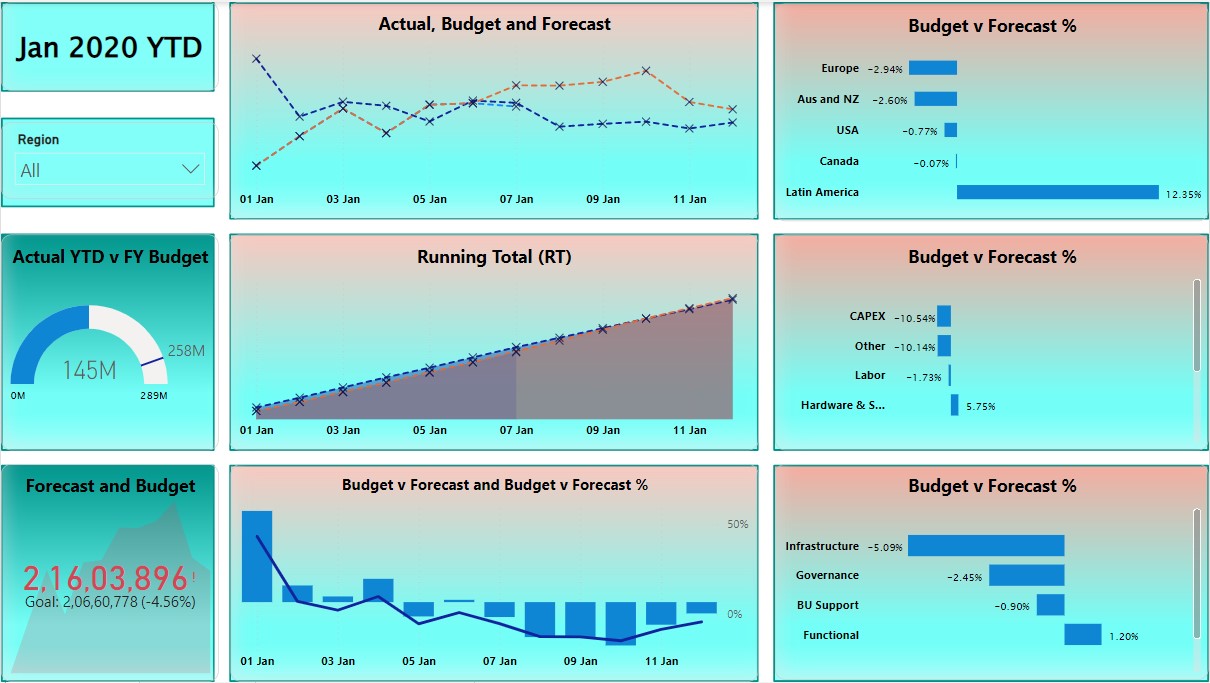 Jan 2020 YTD
Region
All
Actual YTD v FY Budget
258M
145M
0M
289M
Forecast and Budget
2,16,03,896!
Goal: 2,06,60,778 (-4.56%)
Actual, Budget and Forecast
01 Jan 03 Jan 05 Jan 07 Jan 09 Jan 11 Jan
Running Total (RT)
01 Jan 03 Jan 05 Jan 07 Jan 09 Jan 11 Jan
Budget v Forecast and Budget v Forecast %
50%
0%
01 Jan 03 Jan 05 Jan 07 Jan 09 Jan 11 Jan
Budget v Forecast %
Europe -2.94%
Aus and NZ -2.60%
USA -0.77%
Canada -0.07%
Latin America 12.35%
Budget v Forecast %
CAPEX -10.54%
Other -10.14%
Labor -1.73%
Hardware & S... 5.75%
Budget v Forecast %
Infrastructure -5.09%
Governance -2.45%
BU Support -0.90%
Functional 1.20%